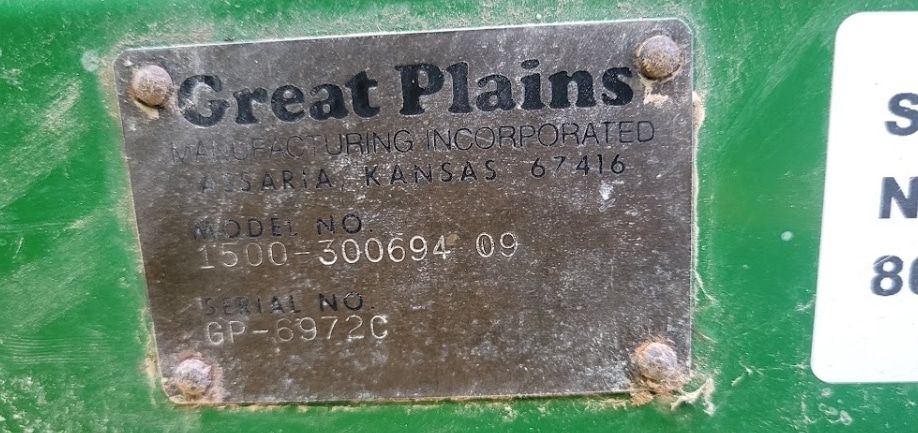 Great Plains
MANUFACTURING INCORPORATED
ASSARIA, KANSAS 67416
MODEL NO.
1500-300694 09
SERIAL NO.
GP-6972C
S
N